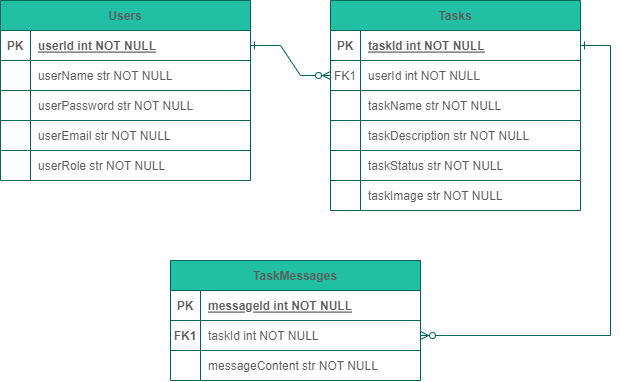 Users
PK userId int NOT NULL
userName str NOT NULL
userPassword str NOT NULL
userEmail str NOT NULL
userRole str NOT NULL
Tasks
PK taskId int NOT NULL
FK1 userId int NOT NULL
taskName str NOT NULL
taskDescription str NOT NULL
taskStatus str NOT NULL
taskImage str NOT NULL
TaskMessages
PK messageId int NOT NULL
FK1 taskId int NOT NULL
messageContent str NOT NULL